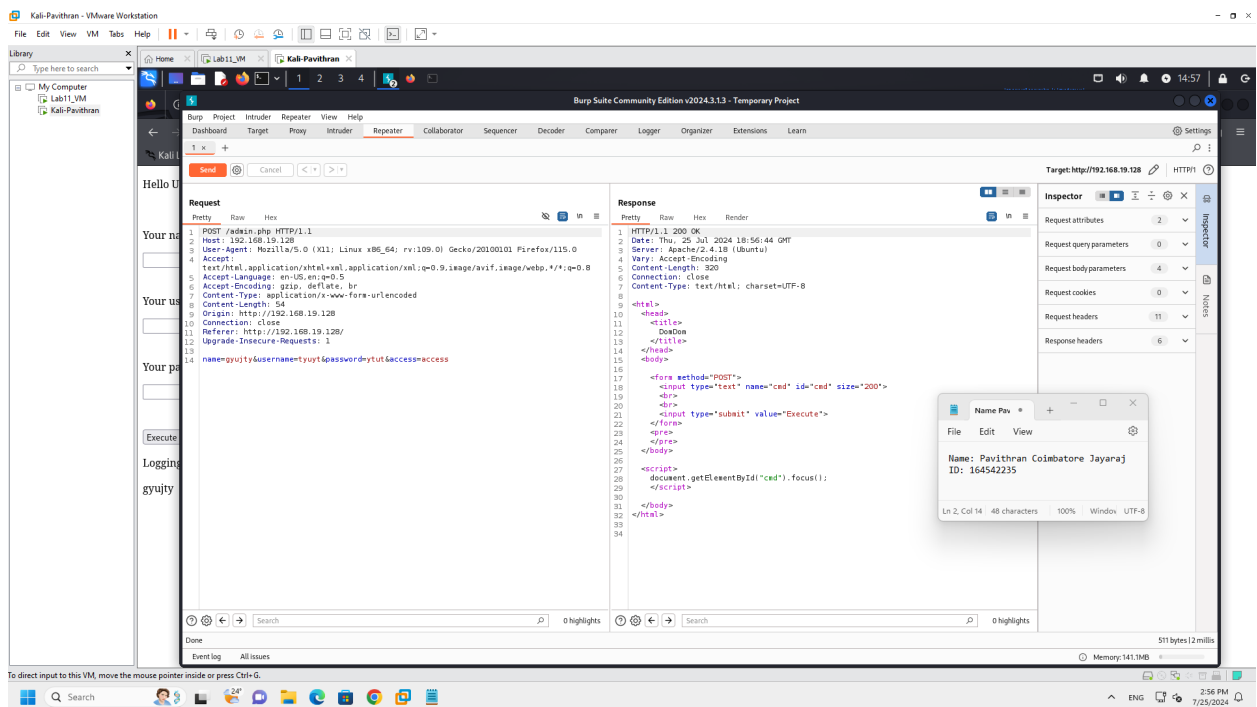 Kali-Pavithran - VMware Workstation
File Edit View VM Tabs Help
Library
Type here to search
My Computer
Lab11_VM
Kali-Pavithran
Home
Lab11_VM
Kali-Pavithran
1 2 3 4
14:57
Burp Suite Community Edition v2024.3.1.3 - Temporary Project
Burp Project Intruder Repeater View Help
Dashboard Target Proxy Intruder Repeater Collaborator Sequencer Decoder Comparer Logger Organizer Extensions Learn
Settings
1 × +
Send Cancel
Target: http://192.168.19.128 HTTP/1
Kali L
Hello U
Your na
Your us
Your pa
Execute
Logging
gyujty
Request
Pretty Raw Hex
1 POST /admin.php HTTP/1.1
2 Host: 192.168.19.128
3 User-Agent: Mozilla/5.0 (X11; Linux x86_64; rv:109.0) Gecko/20100101 Firefox/115.0
4 Accept:
text/html,application/xhtml+xml,application/xml;q=0.9,image/avif,image/webp,*/*;q=0.8
5 Accept-Language: en-US,en;q=0.5
6 Accept-Encoding: gzip, deflate, br
7 Content-Type: application/x-www-form-urlencoded
8 Content-Length: 54
9 Origin: http://192.168.19.128
10 Connection: close
11 Referer: http://192.168.19.128/
12 Upgrade-Insecure-Requests: 1
13
14 name=gyujty&username=tyuyt&password=ytut&access=access
Search
0 highlights
Response
Pretty Raw Hex Render
1 HTTP/1.1 200 OK
2 Date: Thu, 25 Jul 2024 18:56:44 GMT
3 Server: Apache/2.4.18 (Ubuntu)
4 Vary: Accept-Encoding
5 Content-Length: 320
6 Connection: close
7 Content-Type: text/html; charset=UTF-8
8
9 <html>
10 <head>
11 <title>
12 DomDom
13 </title>
14 </head>
15 <body>
16
17 <form method="POST">
18 <input type="text" name="cmd" id="cmd" size="200">
19 <br>
20 <br>
21 <input type="submit" value="Execute">
22 </form>
23 <pre>
24 </pre>
25 </body>
26
27 <script>
28 document.getElementById("cmd").focus();
29 </script>
30
31 </body>
32 </html>
33
34
Search
0 highlights
Inspector
Request attributes 2
Request query parameters 0
Request body parameters 4
Request cookies 0
Request headers 11
Response headers 6
Inspector
Notes
Name Pav
File Edit View
Name: Pavithran Coimbatore Jayaraj
ID: 164542235
Ln 2, Col 14 48 characters 100% Window UTF-8
Done
511 bytes | 2 millis
Event log All issues
Memory: 141.1MB
To direct input to this VM, move the mouse pointer inside or press Ctrl+G.
Search
24°
ENG
2:56 PM
7/25/2024